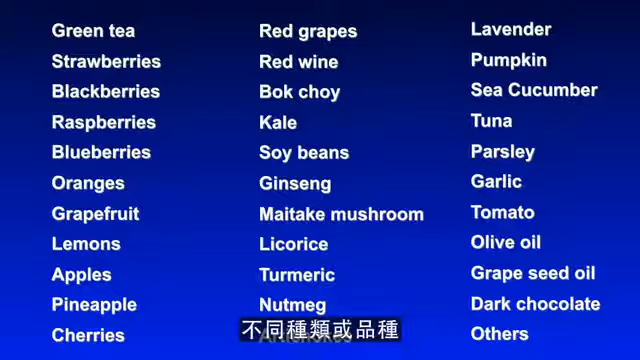 Green tea
Strawberries
Blackberries
Raspberries
Blueberries
Oranges
Grapefruit
Lemons
Apples
Pineapple
Cherries
Red grapes
Red wine
Bok choy
Kale
Soy beans
Ginseng
Maitake mushroom
Licorice
Turmeric
Nutmeg
Lavender
Pumpkin
Sea Cucumber
Tuna
Parsley
Garlic
Tomato
Olive oil
Grape seed oil
Dark chocolate
Others
不同種類或品種